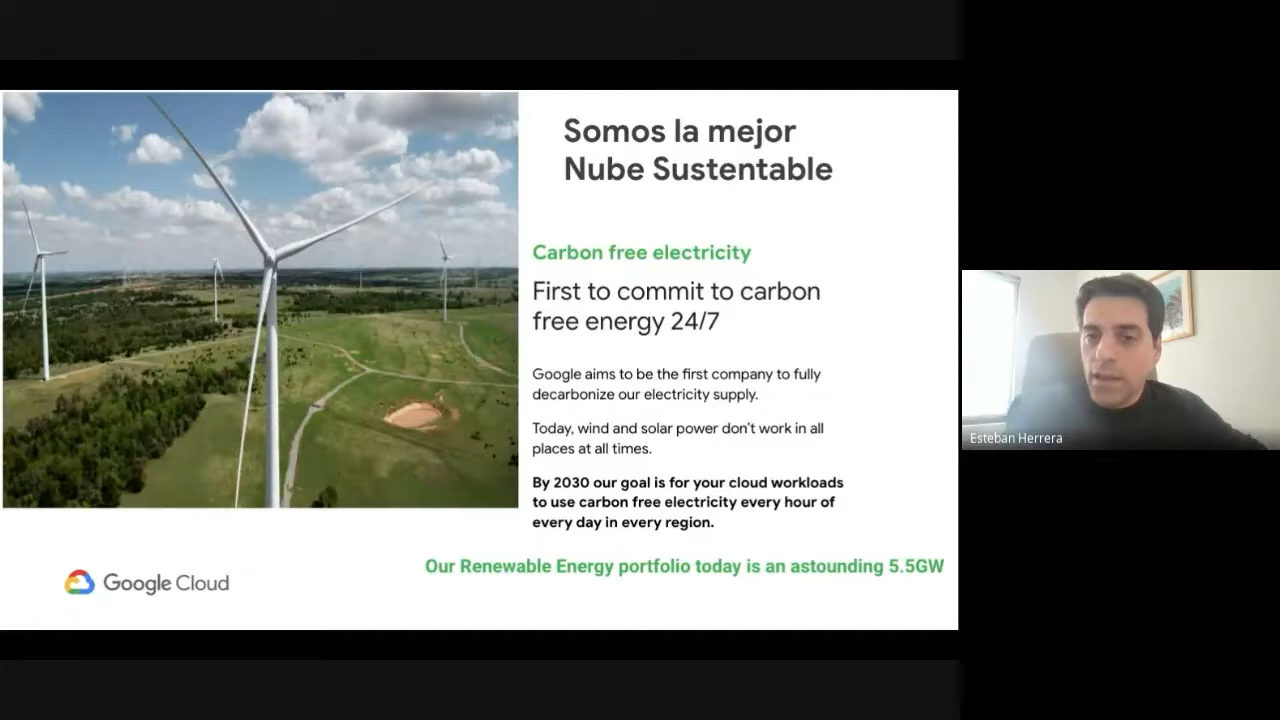 Somos la mejor
Nube Sustentable
Carbon free electricity
First to commit to carbon
free energy 24/7
Google aims to be the first company to fully
decarbonize our electricity supply.
Today, wind and solar power don't work in all
places at all times.
By 2030 our goal is for your cloud workloads
to use carbon free electricity every hour of
every day in every region.
Our Renewable Energy portfolio today is an astounding 5.5GW
Google Cloud
Esteban Herrera